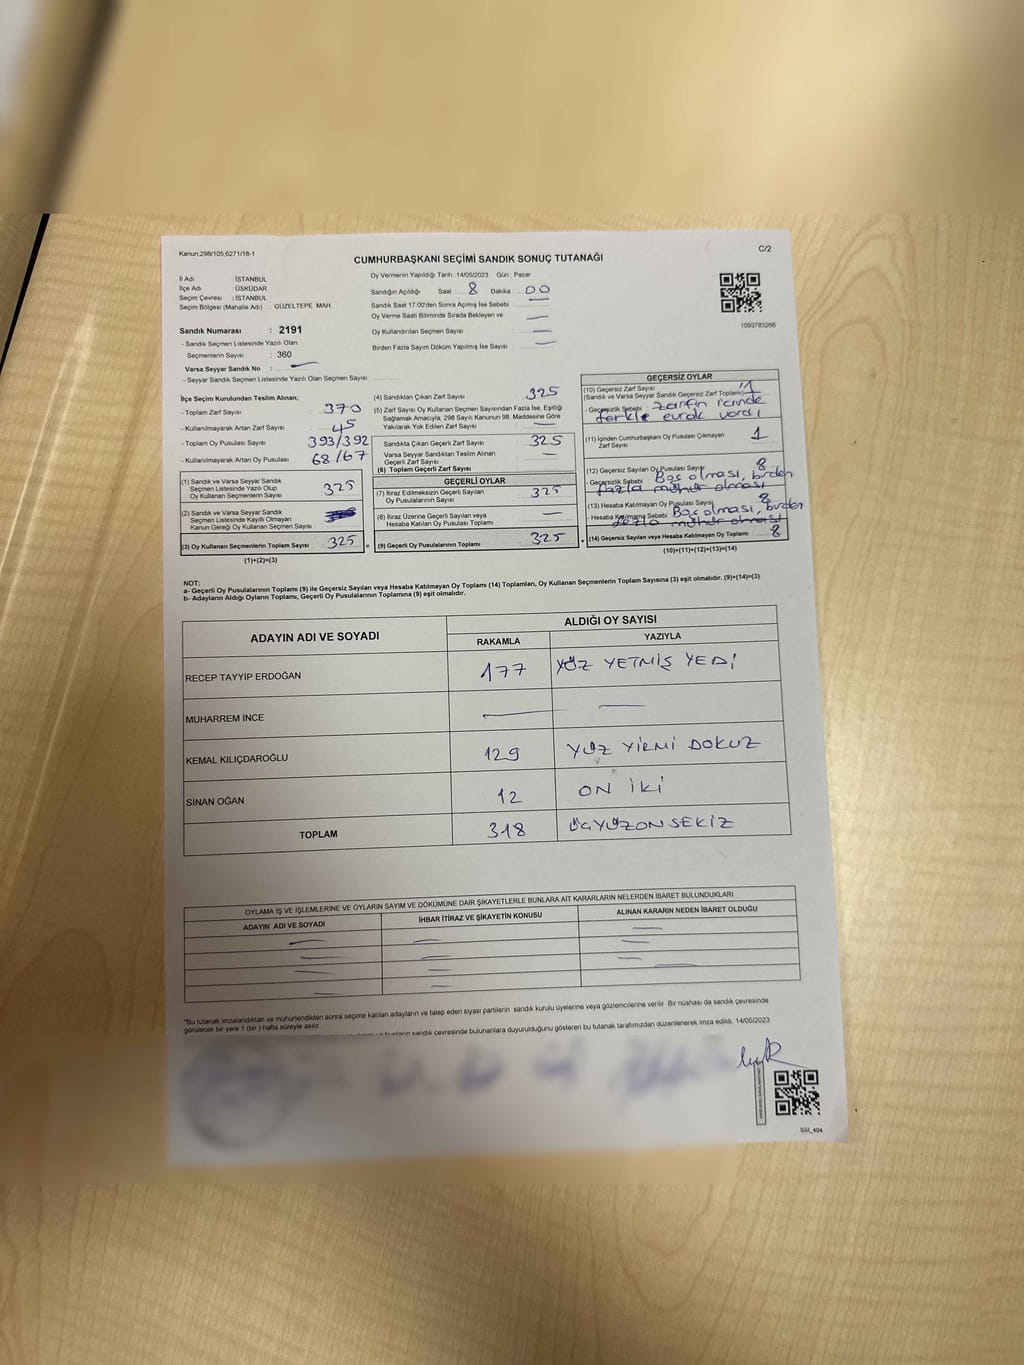 Kanun;298/105,6271/18-1
C/2
CUMHURBAŞKANI SEÇİMİ SANDIK SONUÇ TUTANAĞI
İl Adı : İSTANBUL
İlçe Adı : ÜSKÜDAR
Seçim Çevresi : İSTANBUL
Seçim Bölgesi (Mahalle Adı) : GÜZELTEPE MAH.
Sandık Numarası : 2191
- Sandık Seçmen Listesinde Yazılı Olan
Seçmenlerin Sayısı : 360
Varsa Seyyar Sandık No :
- Seyyar Sandık Seçmen Listesinde Yazılı Olan Seçmen Sayısı
Oy Vermenin Yapıldığı Tarih : 14/05/2023 Gün : Pazar
Sandığın Açıldığı Saat 8 Dakika : 00
Sandık Saat 17:00'den Sonra Açılmış İse Sebebi
Oy Verme Saati Bitiminde Sırada Bekleyen ve
Oy Kullandırılan Seçmen Sayısı
Birden Fazla Sayım Döküm Yapılmış İse Sayısı
1093783266
İlçe Seçim Kurulundan Teslim Alınan;
- Toplam Zarf Sayısı 370
- Kullanılmayarak Artan Zarf Sayısı 45
- Toplam Oy Pusulası Sayısı 393/392
- Kullanılmayarak Artan Oy Pusulası 68/67
(1) Sandık ve Varsa Seyyar Sandık
Seçmen Listesinde Yazılı Olup
Oy Kullanan Seçmenlerin Sayısı 325
(2) Sandık ve Varsa Seyyar Sandık
Seçmen Listesinde Kayıtlı Olmayan
Kanun Gereği Oy Kullanan Seçmen Sayısı
(3) Oy Kullanan Seçmenlerin Toplam Sayısı 325 =
(1)+(2)=(3)
(4) Sandıktan Çıkan Zarf Sayısı 325
(5) Zarf Sayısı Oy Kullanan Seçmen Sayısından Fazla İse, Eşitliği
Sağlamak Amacıyla, 298 Sayılı Kanunun 98. Maddesine Göre
Yakılarak Yok Edilen Zarf Sayısı
Sandıkta Çıkan Geçerli Zarf Sayısı 325
Varsa Seyyar Sandıktan Teslim Alınan
Geçerli Zarf Sayısı
(6) Toplam Geçerli Zarf Sayısı
GEÇERLİ OYLAR
(7) İtiraz Edilmeksizin Geçerli Sayılan
Oy Pusulalarının Sayısı 325
(8) İtiraz Üzerine Geçerli Sayılan veya
Hesaba Katılan Oy Pusulası Toplamı
(9) Geçerli Oy Pusulalarının Toplamı 325 +
GEÇERSİZ OYLAR
(10) Geçersiz Zarf Sayısı 1
(Sandık ve Varsa Seyyar Sandık Geçersiz Zarf Toplamı)
- Geçersizlik Sebebi zarfın içinde
farklı evrak vardı
(11) İçinden Cumhurbaşkanı Oy Pusulası Çıkmayan
Zarf Sayısı 1
(12) Geçersiz Sayılan Oy Pusulası Sayısı 8
- Geçersizlik Sebebi Boş olması, birden
fazla mühür olması
(13) Hesaba Katılmayan Oy Pusulası Sayısı 8
- Hesaba Katılmama Sebebi Boş olması, birden
fazla mühür olması
(14) Geçersiz Sayılan veya Hesaba Katılmayan Oy Toplamı 8
(10)+(11)+(12)+(13)=(14)
NOT:
a- Geçerli Oy Pusulalarının Toplamı (9) ile Geçersiz Sayılan veya Hesaba Katılmayan Oy Toplamı (14) Toplamları, Oy Kullanan Seçmenlerin Toplam Sayısına (3) eşit olmalıdır. (9)+(14)=(3)
b- Adayların Aldığı Oyların Toplamı, Geçerli Oy Pusulalarının Toplamına (9) eşit olmalıdır.
ADAYIN ADI VE SOYADI ALDIĞI OY SAYISI
RAKAMLA YAZIYLA
RECEP TAYYİP ERDOĞAN 177 YÜZ YETMİŞ YEDİ
MUHARREM İNCE
KEMAL KILIÇDAROĞLU 129 YÜZ YİRMİ DOKUZ
SİNAN OĞAN 12 ON İKİ
TOPLAM 318 ÜÇYÜZONSEKİZ
OYLAMA İŞ VE İŞLEMLERİNE VE OYLARIN SAYIM VE DÖKÜMÜNE DAİR ŞİKAYETLERLE BUNLARA AİT KARARLARIN NELERDEN İBARET BULUNDUKLARI
ADAYIN ADI VE SOYADI İHBAR İTİRAZ VE ŞİKAYETİN KONUSU ALINAN KARARIN NEDEN İBARET OLDUĞU
*Bu tutanak imzalandıktan ve mühürlendikten sonra seçime katılan adayların ve talep eden siyasi partilerin sandık kurulu üyelerine veya gözlemcilerine verilir. Bir nüshası da sandık çevresinde
görülecek bir yere 1 (bir) hafta süreyle asılır.
sandık çevresinde bulunanlara duyurulduğunu gösteren bu tutanak tarafımızdan düzenlenerek imza edildi. 14/05/2023
SSI_404